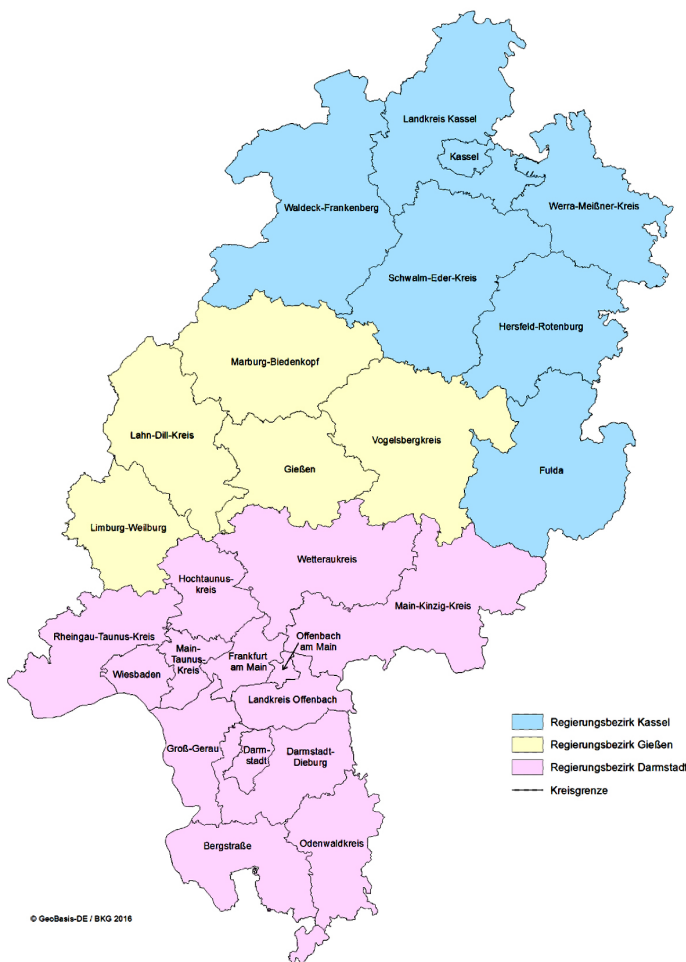 Landkreis Kassel
Kassel
Waldeck-Frankenberg
Werra-Meißner-Kreis
Schwalm-Eder-Kreis
Hersfeld-Rotenburg
Marburg-Biedenkopf
Lahn-Dill-Kreis
Vogelsbergkreis
Gießen
Fulda
Limburg-Weilburg
Wetteraukreis
Hochtaunus-
kreis
Main-Kinzig-Kreis
Rheingau-Taunus-Kreis
Offenbach
am Main
Main-
Taunus-
Kreis
Frankfurt
am Main
Wiesbaden
Landkreis Offenbach
Groß-Gerau
Darm-
stadt
Darmstadt-
Dieburg
Bergstraße
Odenwaldkreis
Regierungsbezirk Kassel
Regierungsbezirk Gießen
Regierungsbezirk Darmstadt
Kreisgrenze
© GeoBasis-DE / BKG 2016